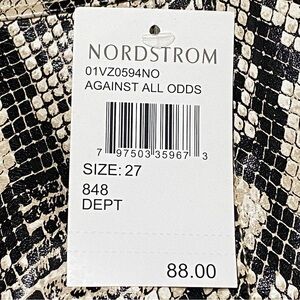 NORDSTROM
01VZ0594NO
AGAINST ALL ODDS
7 97503 35967 3
SIZE: 27
848
DEPT
88.00